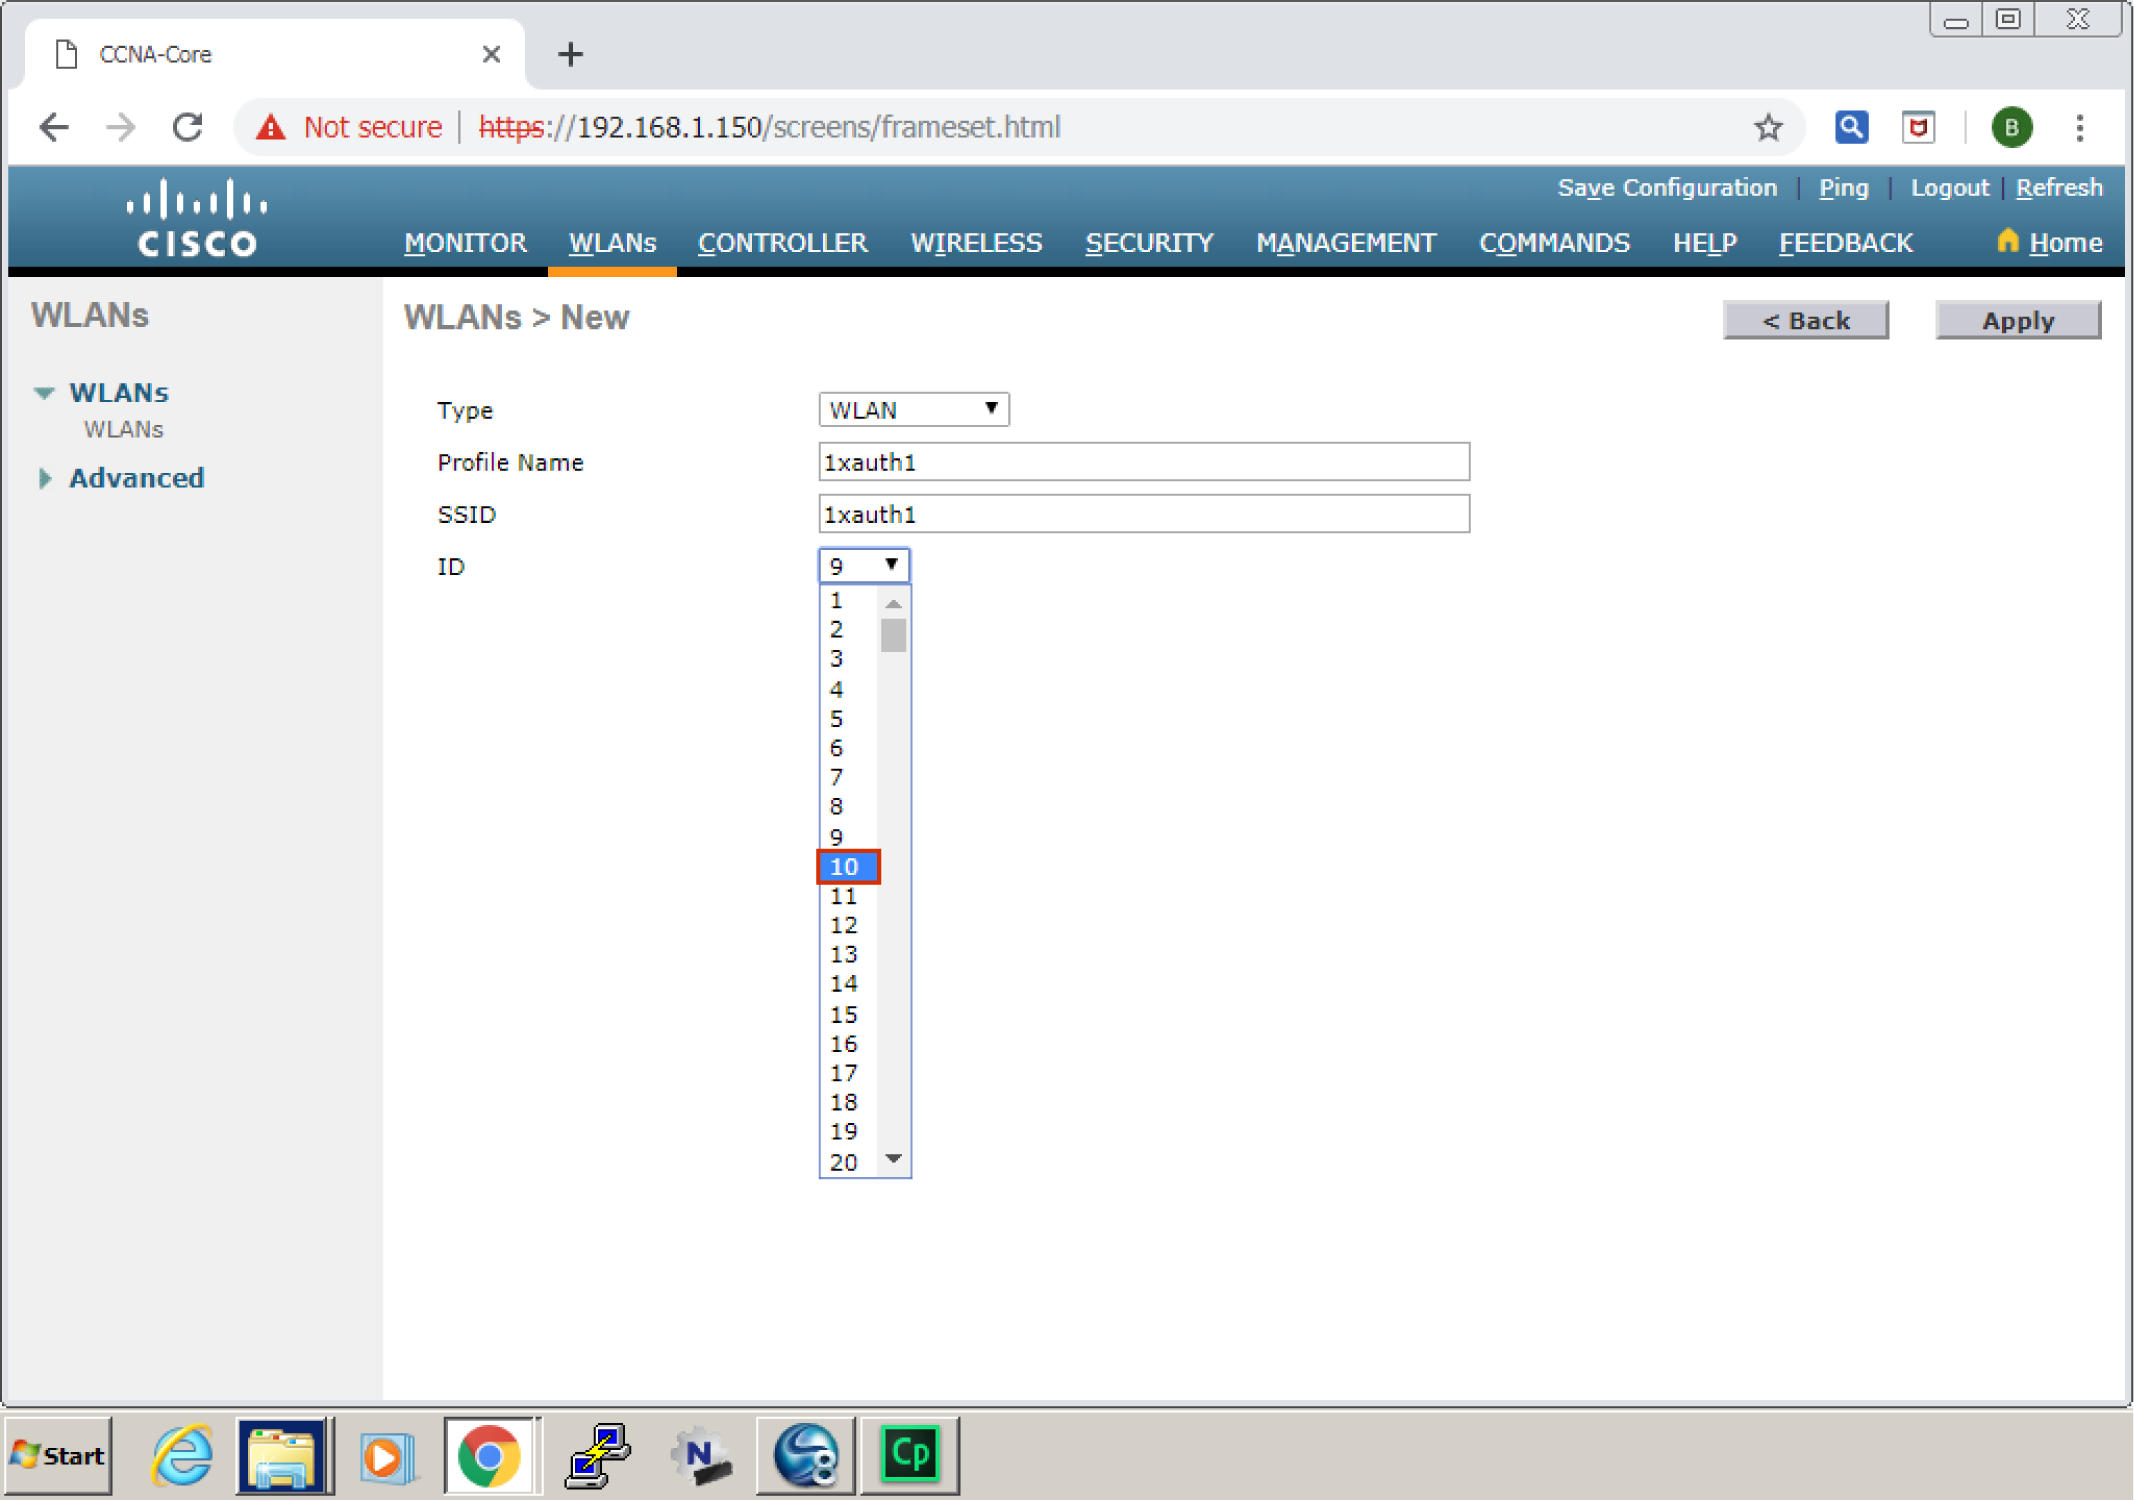 CCNA-Core
Not secure | https://192.168.1.150/screens/frameset.html
B
Save Configuration | Ping | Logout | Refresh
CISCO
MONITOR WLANs CONTROLLER WIRELESS SECURITY MANAGEMENT COMMANDS HELP FEEDBACK Home
WLANs
WLANs > New
< Back
Apply
WLANs
WLANs
Advanced
Type WLAN
Profile Name 1xauth1
SSID 1xauth1
ID 9
1
2
3
4
5
6
7
8
9
10
11
12
13
14
15
16
17
18
19
20
Start
N
8
Cp